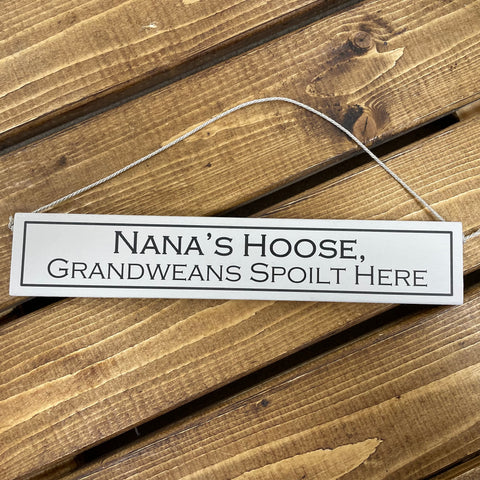 Nana's Hoose,
Grandweans Spoilt Here